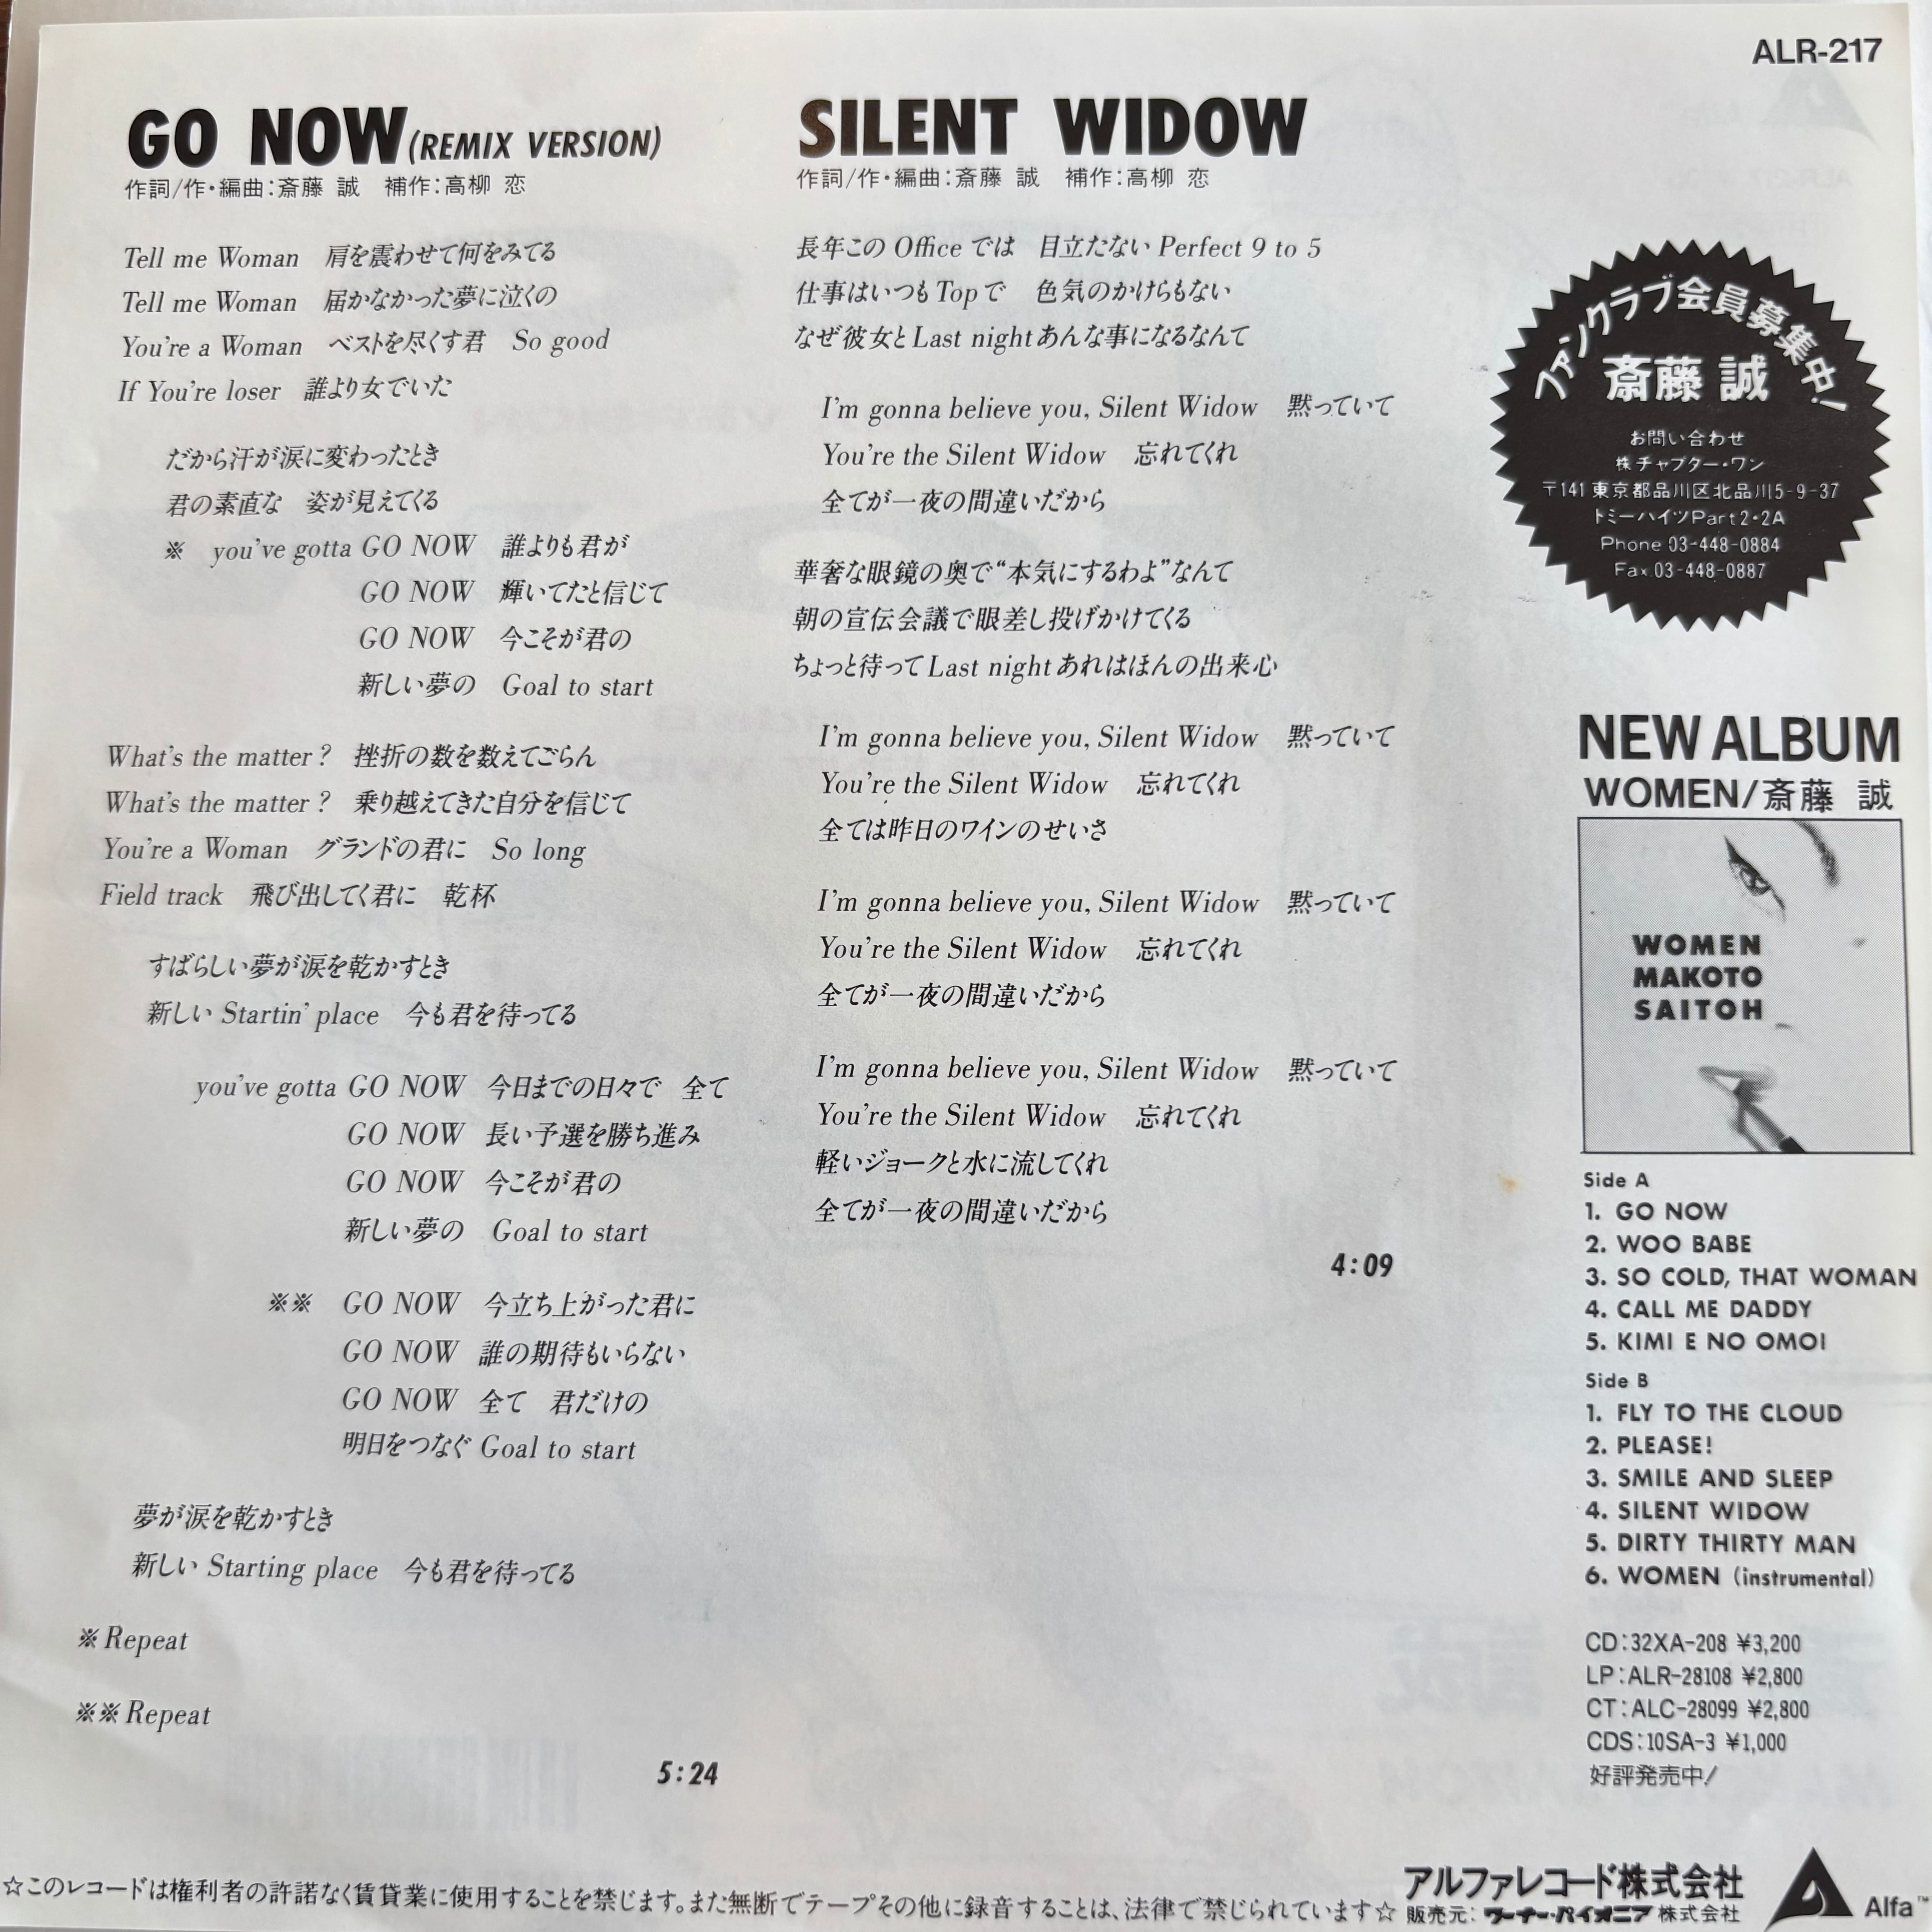 ALR-217
GO NOW(REMIX VERSION)
作詞/作・編曲:斎藤 誠　補作:高柳 恋
Tell me Woman　肩を震わせて何をみてる
Tell me Woman　届かなかった夢に泣くの
You're a Woman　ベストを尽くす君　So good
If You're loser　誰より女でいた
だから汗が涙に変わったとき
君の素直な　姿が見えてくる
※　you've gotta GO NOW　誰よりも君が
GO NOW　輝いてたと信じて
GO NOW　今こそが君の
新しい夢の　Goal to start
What's the matter?　挫折の数を数えてごらん
What's the matter?　乗り越えてきた自分を信じて
You're a Woman　グランドの君に　So long
Field track　飛び出してく君に　乾杯
すばらしい夢が涙を乾かすとき
新しい Startin' place　今も君を待ってる
you've gotta GO NOW　今日までの日々で　全て
GO NOW　長い予選を勝ち進み
GO NOW　今こそが君の
新しい夢の　Goal to start
※※　GO NOW　今立ち上がった君に
GO NOW　誰の期待もいらない
GO NOW　全て　君だけの
明日をつなぐ Goal to start
夢が涙を乾かすとき
新しい Starting place　今も君を待ってる
※Repeat
※※Repeat
5:24
SILENT WIDOW
作詞/作・編曲:斎藤 誠　補作:高柳 恋
長年この Office では　目立たない Perfect 9 to 5
仕事はいつも Top で　色気のかけらもない
なぜ彼女と Last night あんな事になるなんて
I'm gonna believe you, Silent Widow　黙っていて
You're the Silent Widow　忘れてくれ
全てが一夜の間違いだから
華奢な眼鏡の奥で“本気にするわよ”なんて
朝の宣伝会議で眼差し投げかけてくる
ちょっと待って Last night あれはほんの出来心
I'm gonna believe you, Silent Widow　黙っていて
You're the Silent Widow　忘れてくれ
全ては昨日のワインのせいさ
I'm gonna believe you, Silent Widow　黙っていて
You're the Silent Widow　忘れてくれ
全てが一夜の間違いだから
I'm gonna believe you, Silent Widow　黙っていて
You're the Silent Widow　忘れてくれ
軽いジョークと水に流してくれ
全てが一夜の間違いだから
4:09
ファンクラブ会員募集中!
斎藤 誠
お問い合わせ
株 チャプター・ワン
〒141 東京都品川区北品川5-9-37
トミーハイツPart2・2A
Phone 03-448-0884
Fax.03-448-0887
NEW ALBUM
WOMEN/斎藤 誠
WOMEN
MAKOTO
SAITOH
Side A
1. GO NOW
2. WOO BABE
3. SO COLD, THAT WOMAN
4. CALL ME DADDY
5. KIMI E NO OMOI
Side B
1. FLY TO THE CLOUD
2. PLEASE!
3. SMILE AND SLEEP
4. SILENT WIDOW
5. DIRTY THIRTY MAN
6. WOMEN (instrumental)
CD:32XA-208 ¥3,200
LP:ALR-28108 ¥2,800
CT:ALC-28099 ¥2,800
CDS:10SA-3 ¥1,000
好評発売中!
☆このレコードは権利者の許諾なく賃貸業に使用することを禁じます。また無断でテープその他に録音することは、法律で禁じられています☆
アルファレコード株式会社
販売元:ワーナー・パイオニア 株式会社
Alfa™